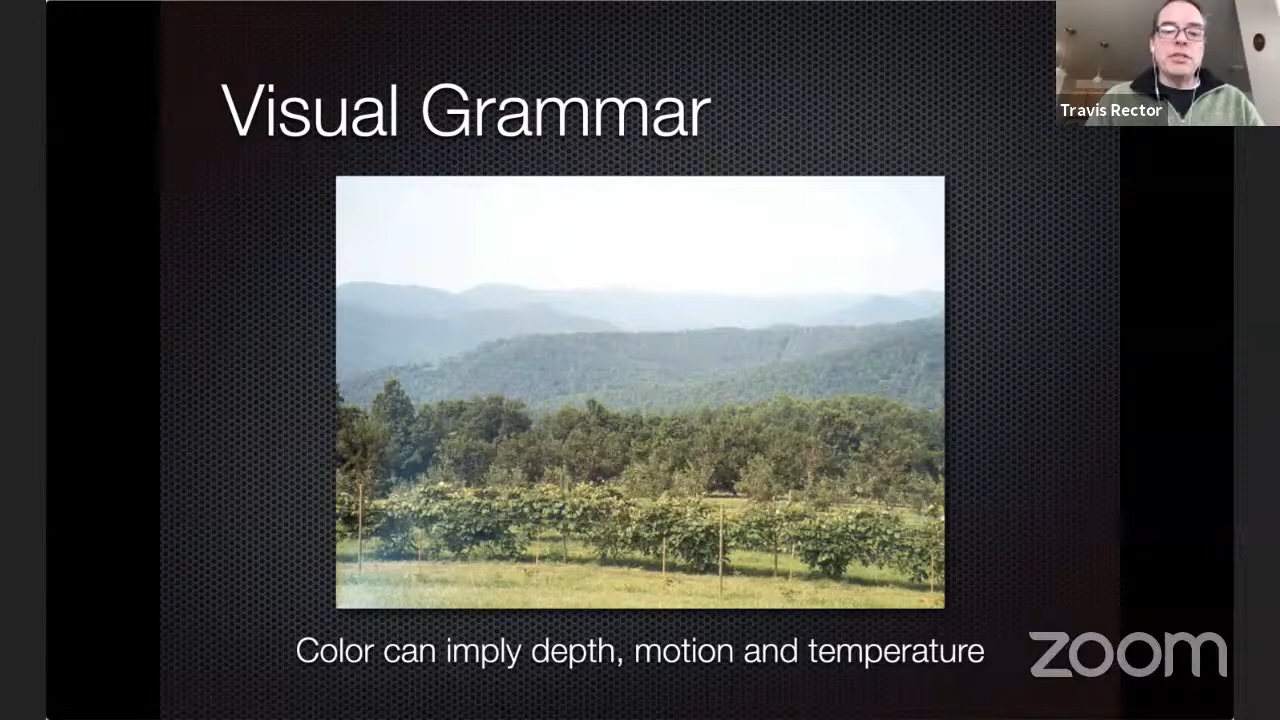 Visual Grammar
Travis Rector
Color can imply depth, motion and temperature
zoom